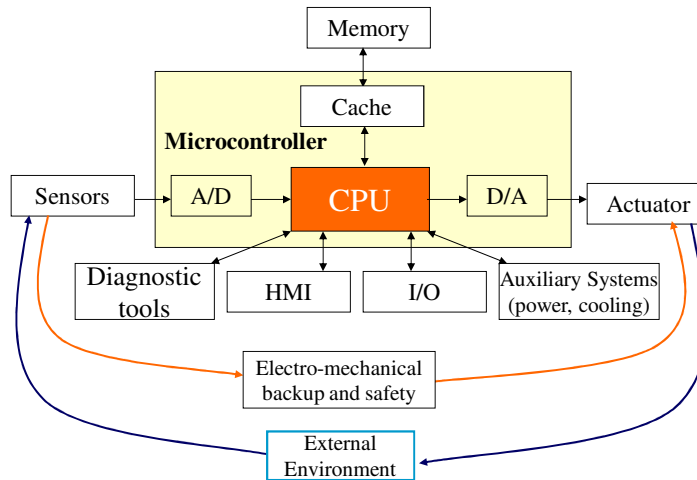 Memory
Cache
Microcontroller
Sensors
A/D
CPU
D/A
Actuator
Diagnostic
tools
HMI
I/O
Auxiliary Systems
(power, cooling)
Electro-mechanical
backup and safety
External
Environment